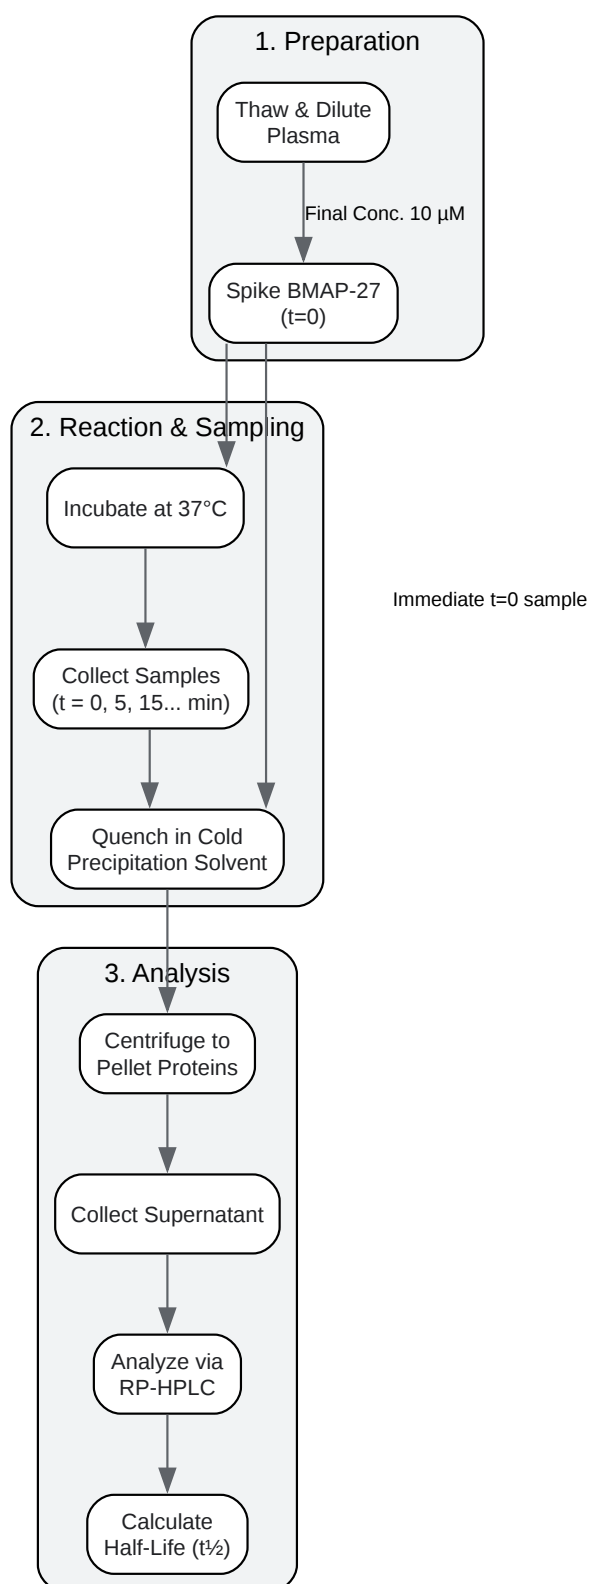 1. Preparation
Thaw & Dilute
Plasma
Final Conc. 10 µM
Spike BMAP-27
(t=0)
2. Reaction & Sampling
Incubate at 37°C
Immediate t=0 sample
Collect Samples
(t = 0, 5, 15... min)
Quench in Cold
Precipitation Solvent
3. Analysis
Centrifuge to
Pellet Proteins
Collect Supernatant
Analyze via
RP-HPLC
Calculate
Half-Life (t½)